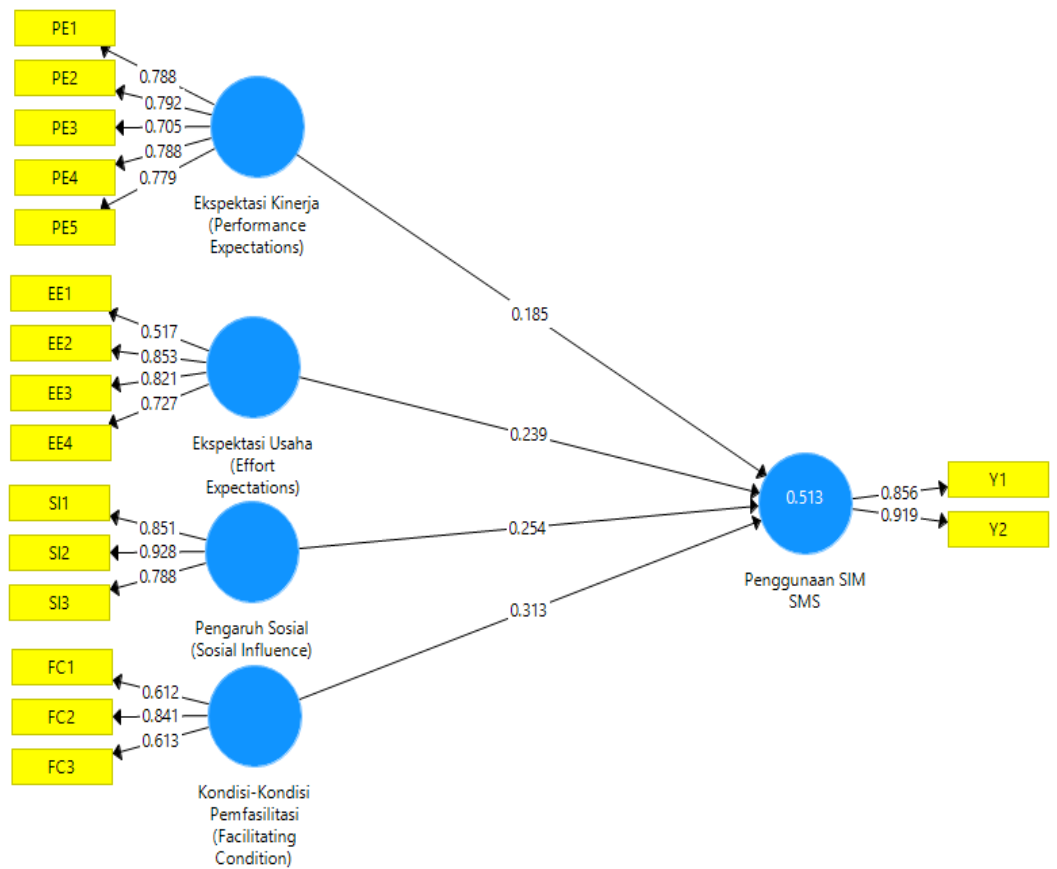 PE1
0.788
PE2
0.792
PE3
0.705
PE4
0.788
0.779
PE5
Ekspektasi Kinerja
(Performance
Expectations)
0.185
EE1
0.517
EE2
0.853
EE3
0.821
0.727
EE4
Ekspektasi Usaha
(Effort
Expectations)
0.239
SI1
0.851
SI2
0.928
0.788
SI3
Pengaruh Sosial
(Sosial Influence)
0.254
FC1
0.612
FC2
0.841
0.613
FC3
Kondisi-Kondisi
Pemfasilitasi
(Facilitating
Condition)
0.313
0.513
Penggunaan SIM
SMS
0.856
Y1
0.919
Y2